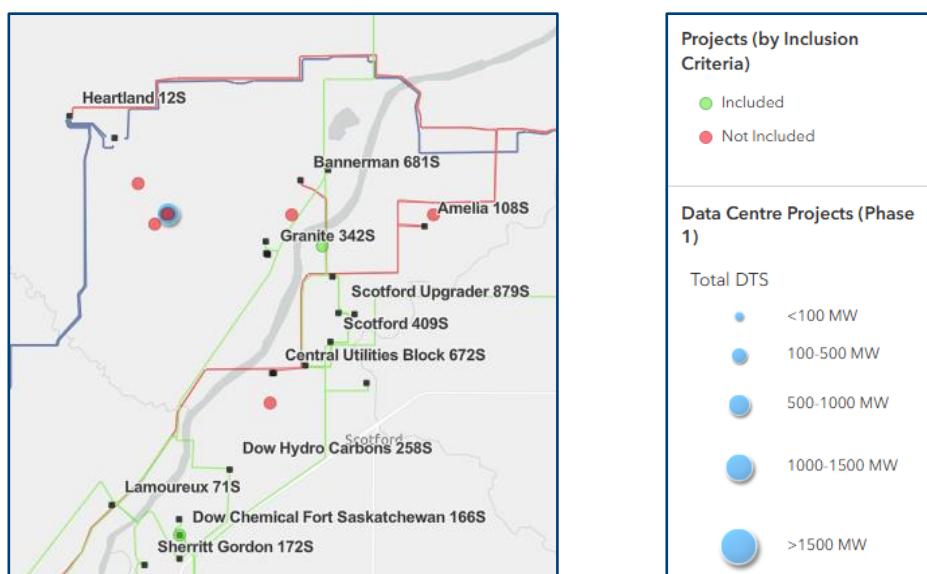 Heartland 12S
Bannerman 681S
Amelia 108S
Granite 342S
Scotford Upgrader 879S
Scotford 409S
Central Utilities Block 672S
Scotford
Dow Hydro Carbons 258S
Lamoureux 71S
Dow Chemical Fort Saskatchewan 166S
Sherritt Gordon 172S
Projects (by Inclusion
Criteria)
Included
Not Included
Data Centre Projects (Phase
1)
Total DTS
<100 MW
100-500 MW
500-1000 MW
1000-1500 MW
>1500 MW